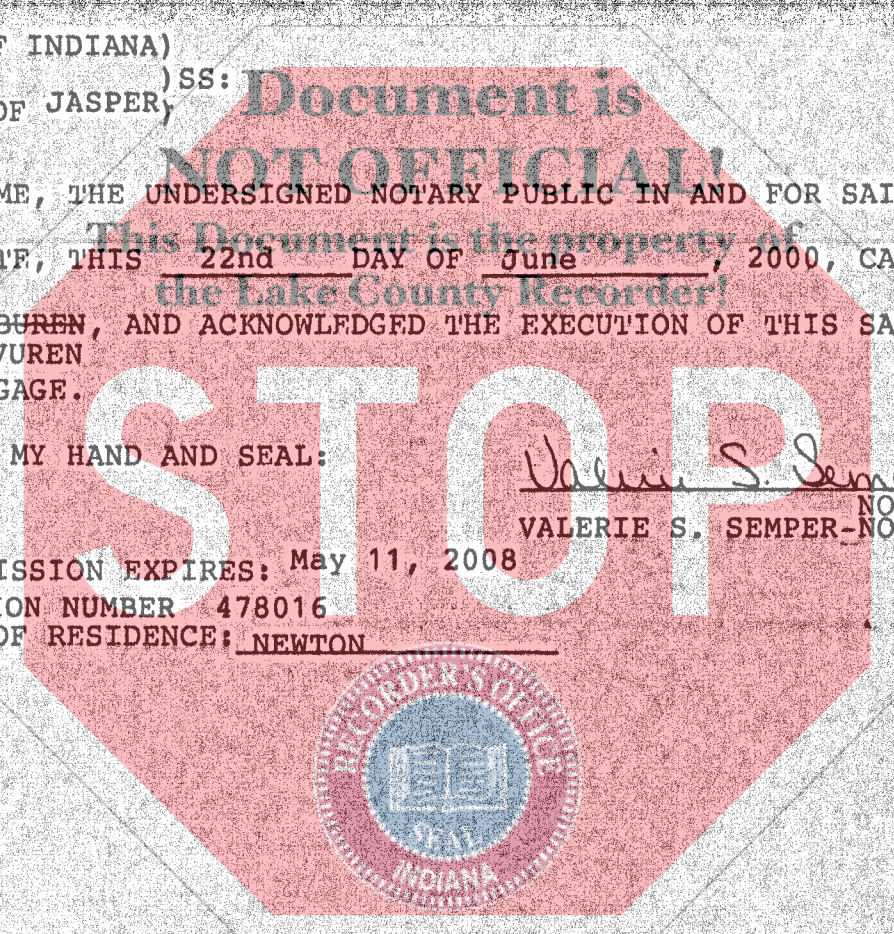 F INDIANA)
)SS:
OF JASPER)
Document is
NOT OFFICIAL!
ME, THE UNDERSIGNED NOTARY PUBLIC IN AND FOR SAI
This Document is the property of
TE, THIS 22nd DAY OF June, 2000, CA
the Lake County Recorder!
BUREN, AND ACKNOWLEDGED THE EXECUTION OF THIS SA
VUREN
GAGE.
STOP
MY HAND AND SEAL:
Valerie S. Sem
NO
VALERIE S. SEMPER-NO
ISSION EXPIRES: May 11, 2008
ION NUMBER 478016
OF RESIDENCE: NEWTON
RECORDER'S OFFICE
SEAL
INDIANA